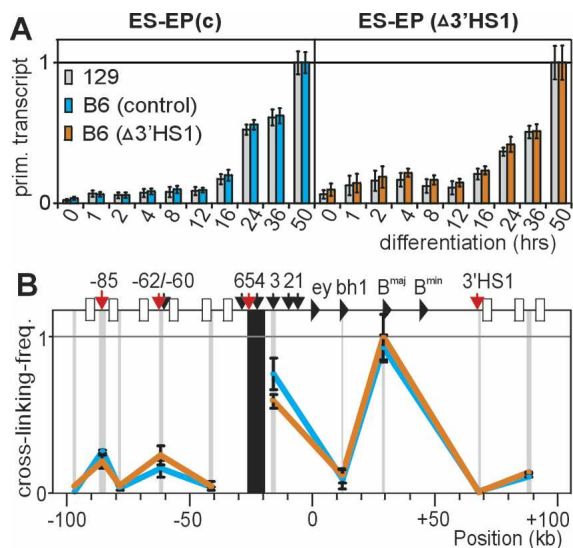 A
ES-EP(c)
ES-EP (Δ3'HS1)
prim. transcript
1
0
129
B6 (control)
B6 (Δ3'HS1)
0 1 2 4 8 12 16 24 36 50 0 1 2 4 8 12 16 24 36 50
differentiation (hrs)
B
-85 -62/-60 654 3 21 ey bh1 Bmaj Bmin 3'HS1
cross-linking-freq.
1
0
-100 -50 0 +50 +100
Position (kb)